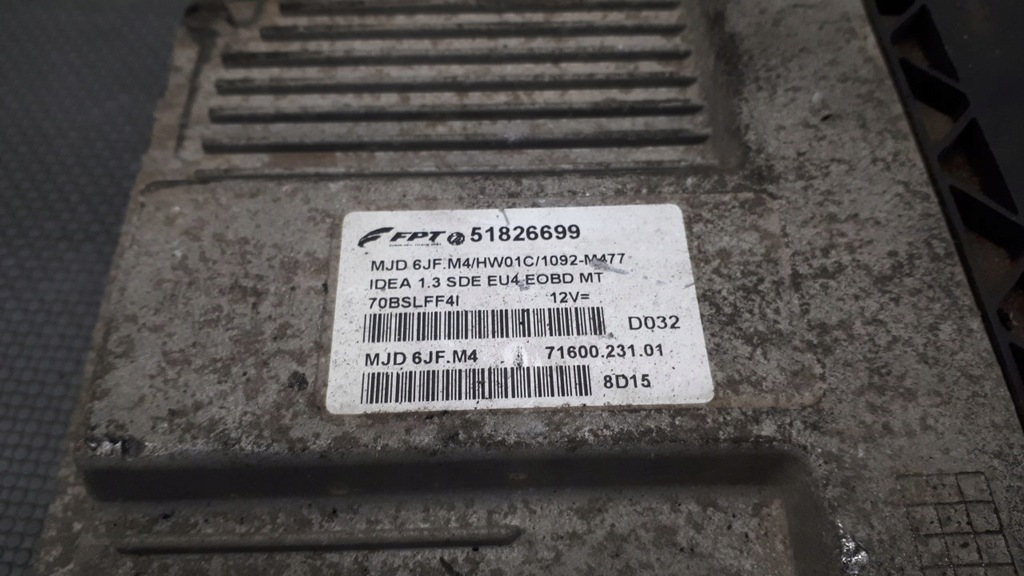 FPT 51826699
MJD 6JF.M4/HW01C/1092-M477
IDEA 1.3 SDE EU4 EOBD MT
70BSLFF4I 12V=
D032
MJD 6JF.M4 71600.231.01
8D15